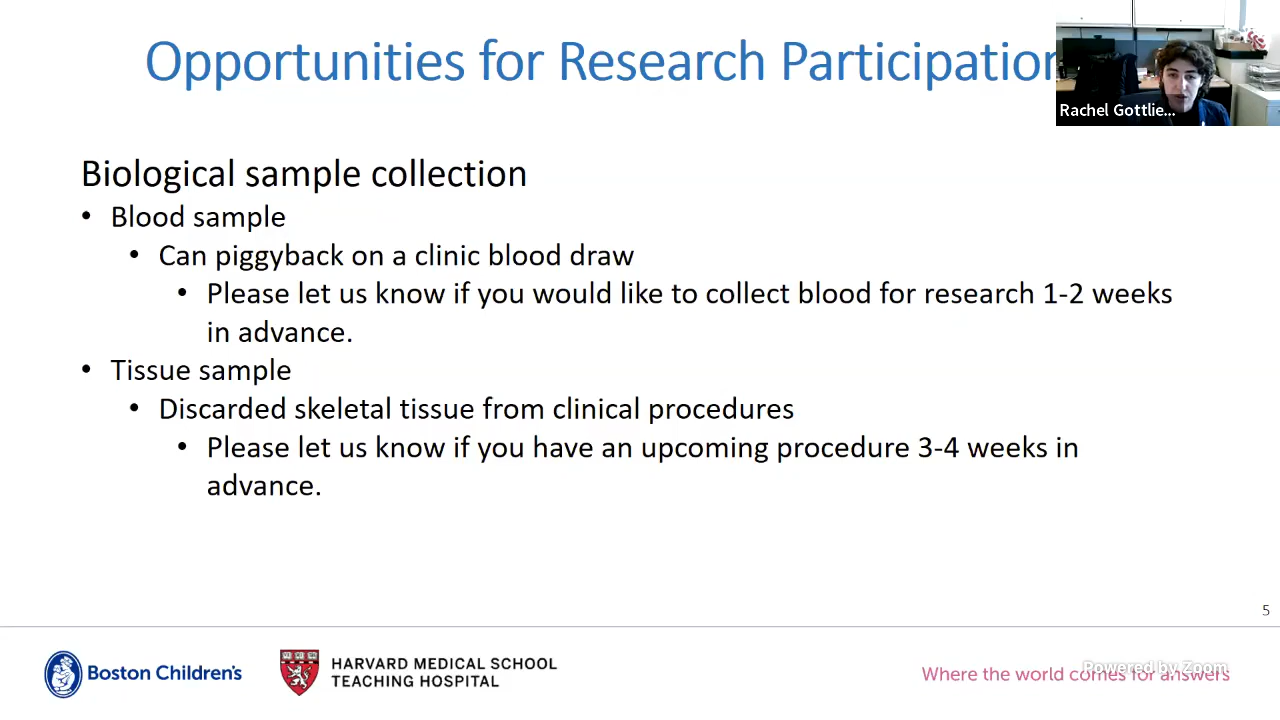 Opportunities for Research Participation
Rachel Gottlie...
Biological sample collection
• Blood sample
• Can piggyback on a clinic blood draw
• Please let us know if you would like to collect blood for research 1-2 weeks
in advance.
• Tissue sample
• Discarded skeletal tissue from clinical procedures
• Please let us know if you have an upcoming procedure 3-4 weeks in
advance.
5
Boston Children's
HARVARD MEDICAL SCHOOL
TEACHING HOSPITAL
Where the world comes for answers
Powered by Zoom